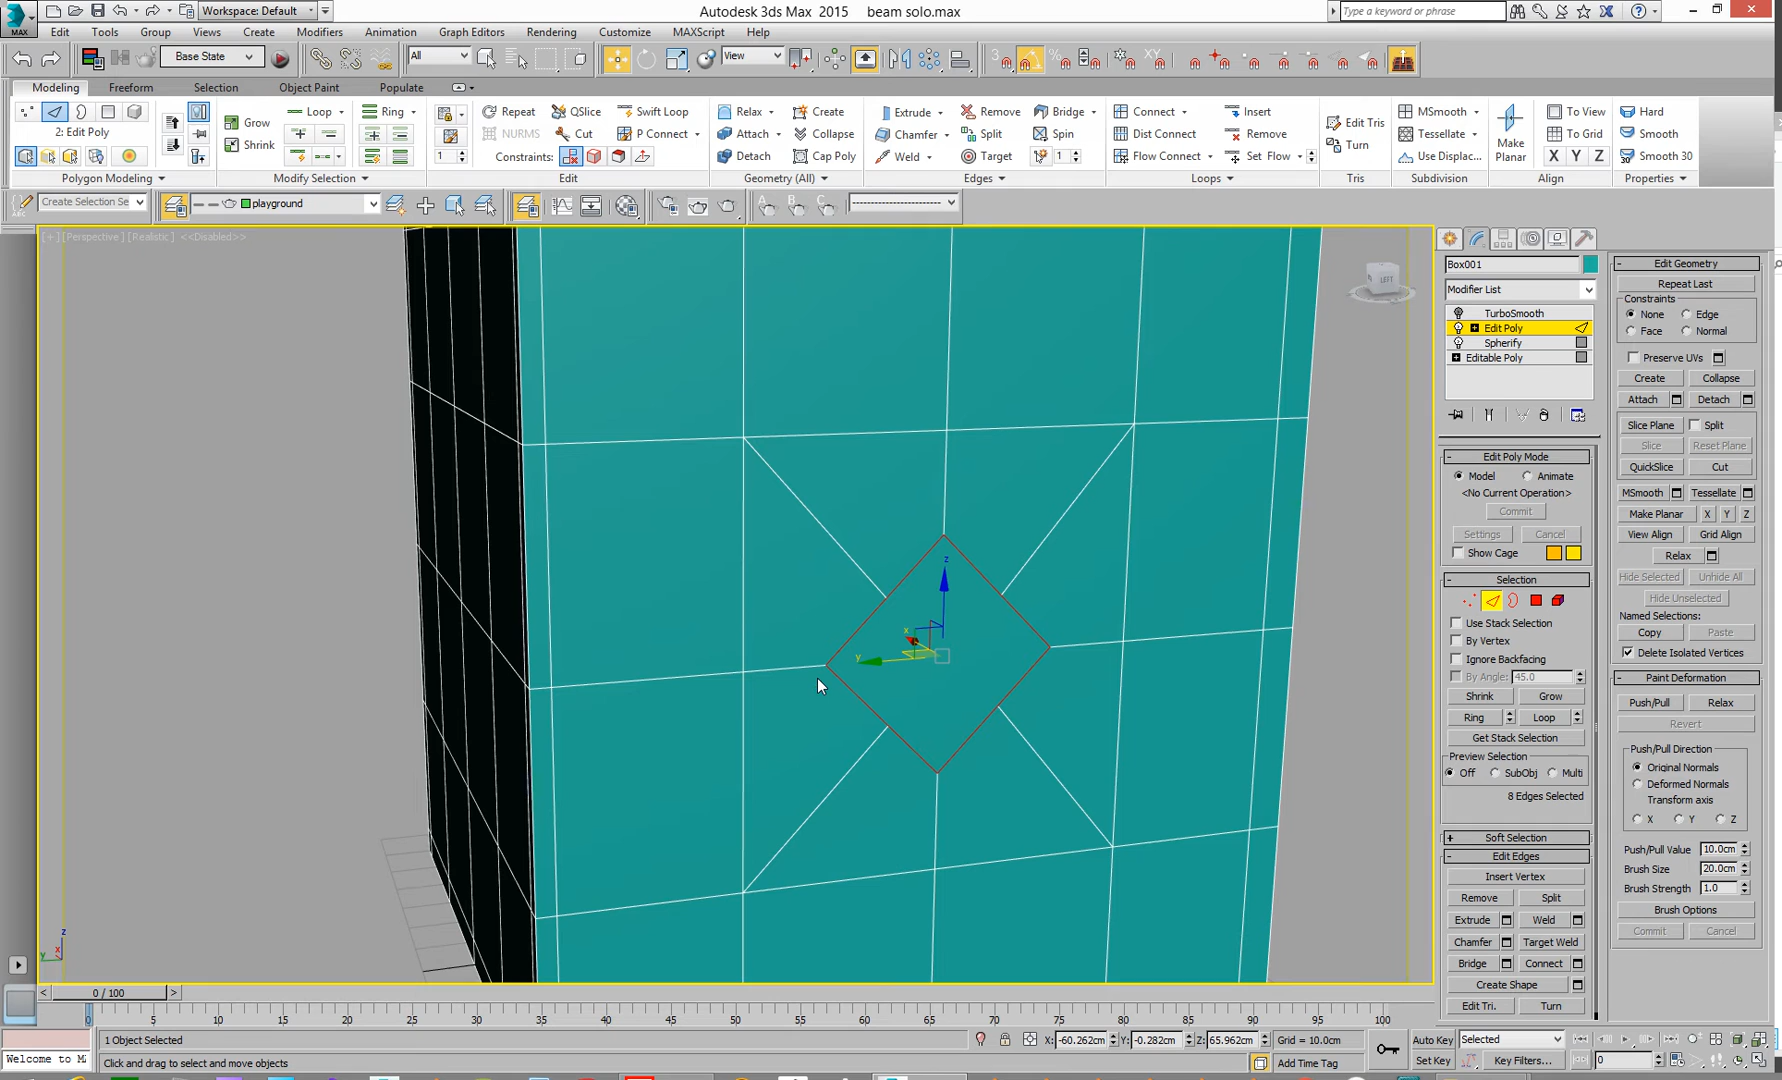 Workspace: Default
Autodesk 3ds Max 2015 beam solo.max
Type a keyword or phrase
MAX
Edit Tools Group Views Create Modifiers Animation Graph Editors Rendering Customize MAXScript Help
Base State
All
View
Modeling Freeform Selection Object Paint Populate
2: Edit Poly
Grow
Shrink
Loop
Ring
Repeat QSlice Swift Loop
NURMS Cut P Connect
Constraints:
Relax Create
Attach Collapse
Detach Cap Poly
Extrude Remove Bridge
Chamfer Split Spin
Weld Target 1
Connect Insert
Dist Connect Remove
Flow Connect Set Flow
Edit Tris
Turn
MSmooth
Tessellate
Use Displac...
Make Planar
To View
To Grid
X Y Z
Hard
Smooth
Smooth 30
Polygon Modeling Modify Selection Edit Geometry (All) Edges Loops Tris Subdivision Align Properties
Create Selection Se
playground
[+] [Perspective] [Realistic] <<Disabled>>
LEFT
x
y
z
Box001
Modifier List
TurboSmooth
Edit Poly
Spherify
Editable Poly
Edit Poly Mode
Model Animate
<No Current Operation>
Commit
Settings Cancel
Show Cage
Selection
Use Stack Selection
By Vertex
Ignore Backfacing
By Angle: 45.0
Shrink Grow
Ring Loop
Get Stack Selection
Preview Selection
Off SubObj Multi
8 Edges Selected
Soft Selection
Edit Edges
Insert Vertex
Remove Split
Extrude Weld
Chamfer Target Weld
Bridge Connect
Create Shape
Edit Tri. Turn
Edit Geometry
Repeat Last
Constraints
None Edge
Face Normal
Preserve UVs
Create Collapse
Attach Detach
Slice Plane Split
Slice Reset Plane
QuickSlice Cut
MSmooth Tessellate
Make Planar X Y Z
View Align Grid Align
Relax
Hide Selected Unhide All
Hide Unselected
Named Selections:
Copy Paste
Delete Isolated Vertices
Paint Deformation
Push/Pull Relax
Revert
Push/Pull Direction
Original Normals
Deformed Normals
Transform axis
X Y Z
Push/Pull Value 10.0cm
Brush Size 20.0cm
Brush Strength 1.0
Brush Options
Commit Cancel
0 / 100
0 5 10 15 20 25 30 35 40 45 50 55 60 65 70 75 80 85 90 95 100
1 Object Selected
X: -60.262cm Y: -0.282cm Z: 65.962cm Grid = 10.0cm
Auto Key Selected
Welcome to M
Click and drag to select and move objects
Add Time Tag
Set Key Key Filters... 0